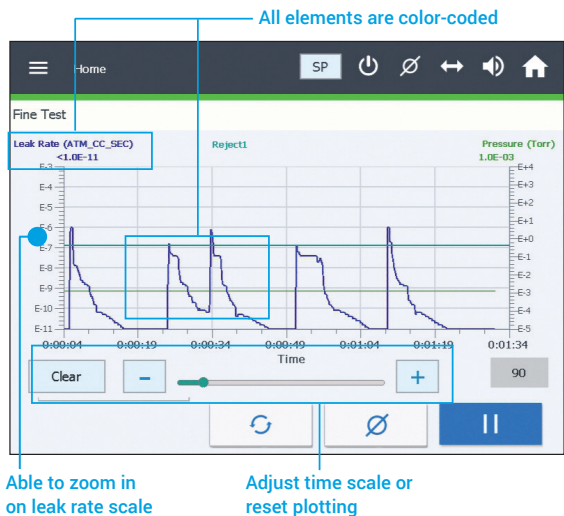 All elements are color-coded
Home
SP
Fine Test
Leak Rate (ATM_CC_SEC)
<1.0E-11
Reject1
Pressure (Torr)
1.0E-03
E-3
E-4
E-5
E-6
E-7
E-8
E-9
E-10
E-11
E+4
E+3
E+2
E+1
E+0
E-1
E-2
E-3
E-4
E-5
0:00:04 0:00:19 0:00:34 0:00:49 0:01:04 0:01:19 0:01:34
Time
Clear
-
+
90
Able to zoom in
on leak rate scale
Adjust time scale or
reset plotting